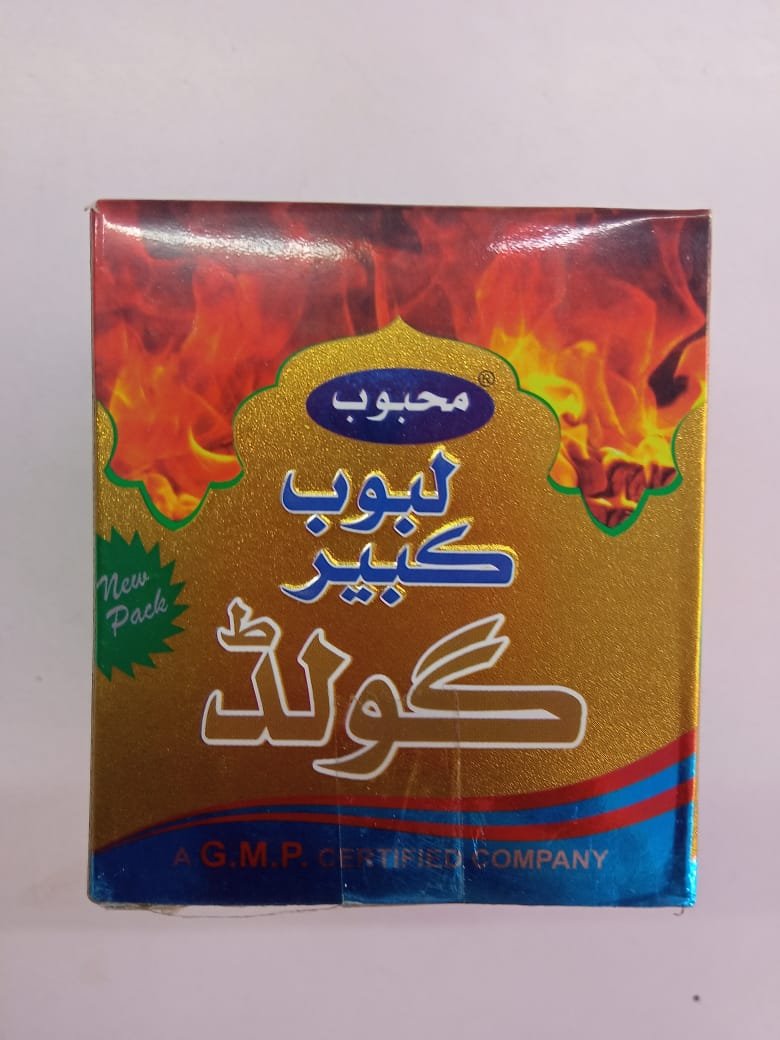 محبوب ®
لبوب
کبیر
گولڈ
New
Pack
A G.M.P. CERTIFIED COMPANY